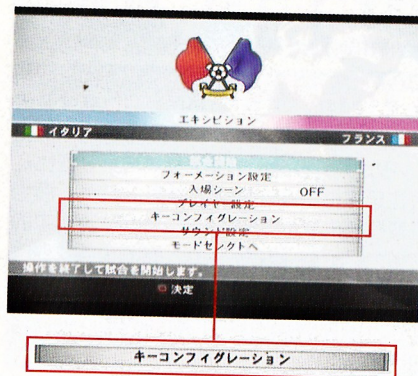 エキシビション
イタリア
フランス
試合開始
フォーメーション設定
入場シーン OFF
プレイヤー設定
キーコンフィグレーション
サウンド設定
モードセレクトへ
操作を終了して試合を開始します。
決定
キーコンフィグレーション